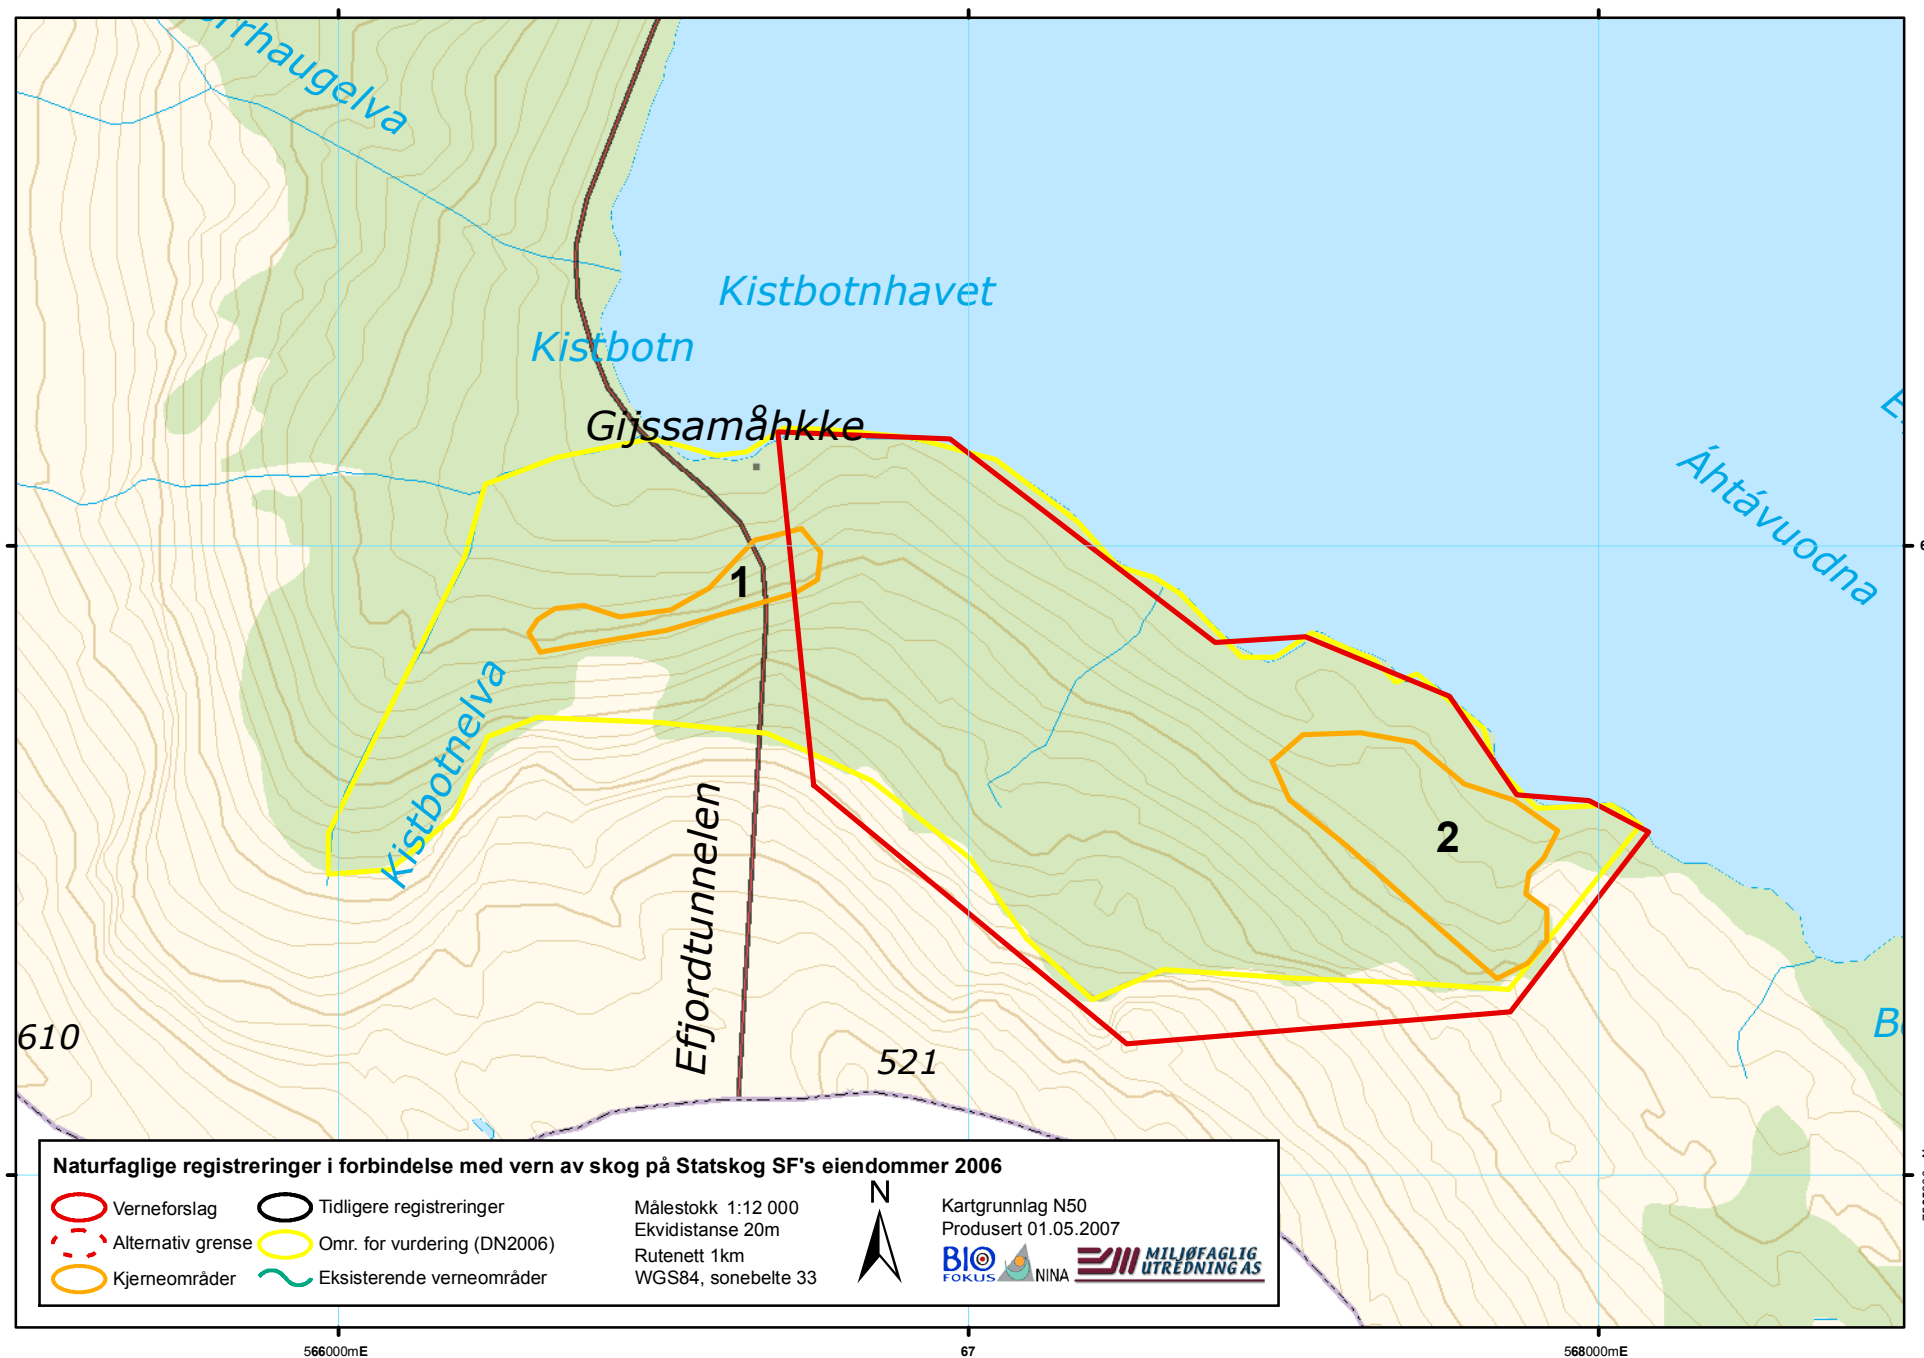 Kistbotnhavet
Kistbotn
Gijssamåhkke
Áhtávuodna
1
Kistbotnelva
2
Efjordtunnelen
610
521
Naturfaglige registreringer i forbindelse med vern av skog på Statskog SF's eiendommer 2006
Verneforslag
Alternativ grense
Kjerneområder
Tidligere registreringer
Omr. for vurdering (DN2006)
Eksisterende verneområder
Målestokk 1:12 000
Ekvidistanse 20m
Rutenett 1km
WGS84, sonebelte 33
N
Kartgrunnlag N50
Produsert 01.05.2007
BIO
FOKUS
NINA
MILJØFAGLIG
UTREDNING AS
566000mE
67
568000mE